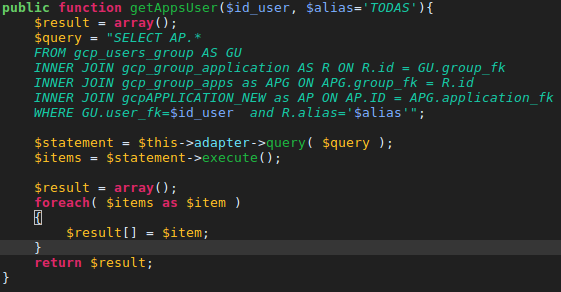 public function getAppsUser($id_user, $alias='TODAS'){
    $result = array();
    $query = "SELECT AP.*
    FROM gcp_users_group AS GU
    INNER JOIN gcp_group_application AS R ON R.id = GU.group_fk
    INNER JOIN gcp_group_apps as APG ON APG.group_fk = R.id
    INNER JOIN gcpAPPLICATION_NEW as AP ON AP.ID = APG.application_fk
    WHERE GU.user_fk=$id_user  and R.alias='$alias'";

    $statement = $this->adapter->query( $query );
    $items = $statement->execute();

    $result = array();
    foreach( $items as $item )
    {
        $result[] = $item;
    }
    return $result;
}